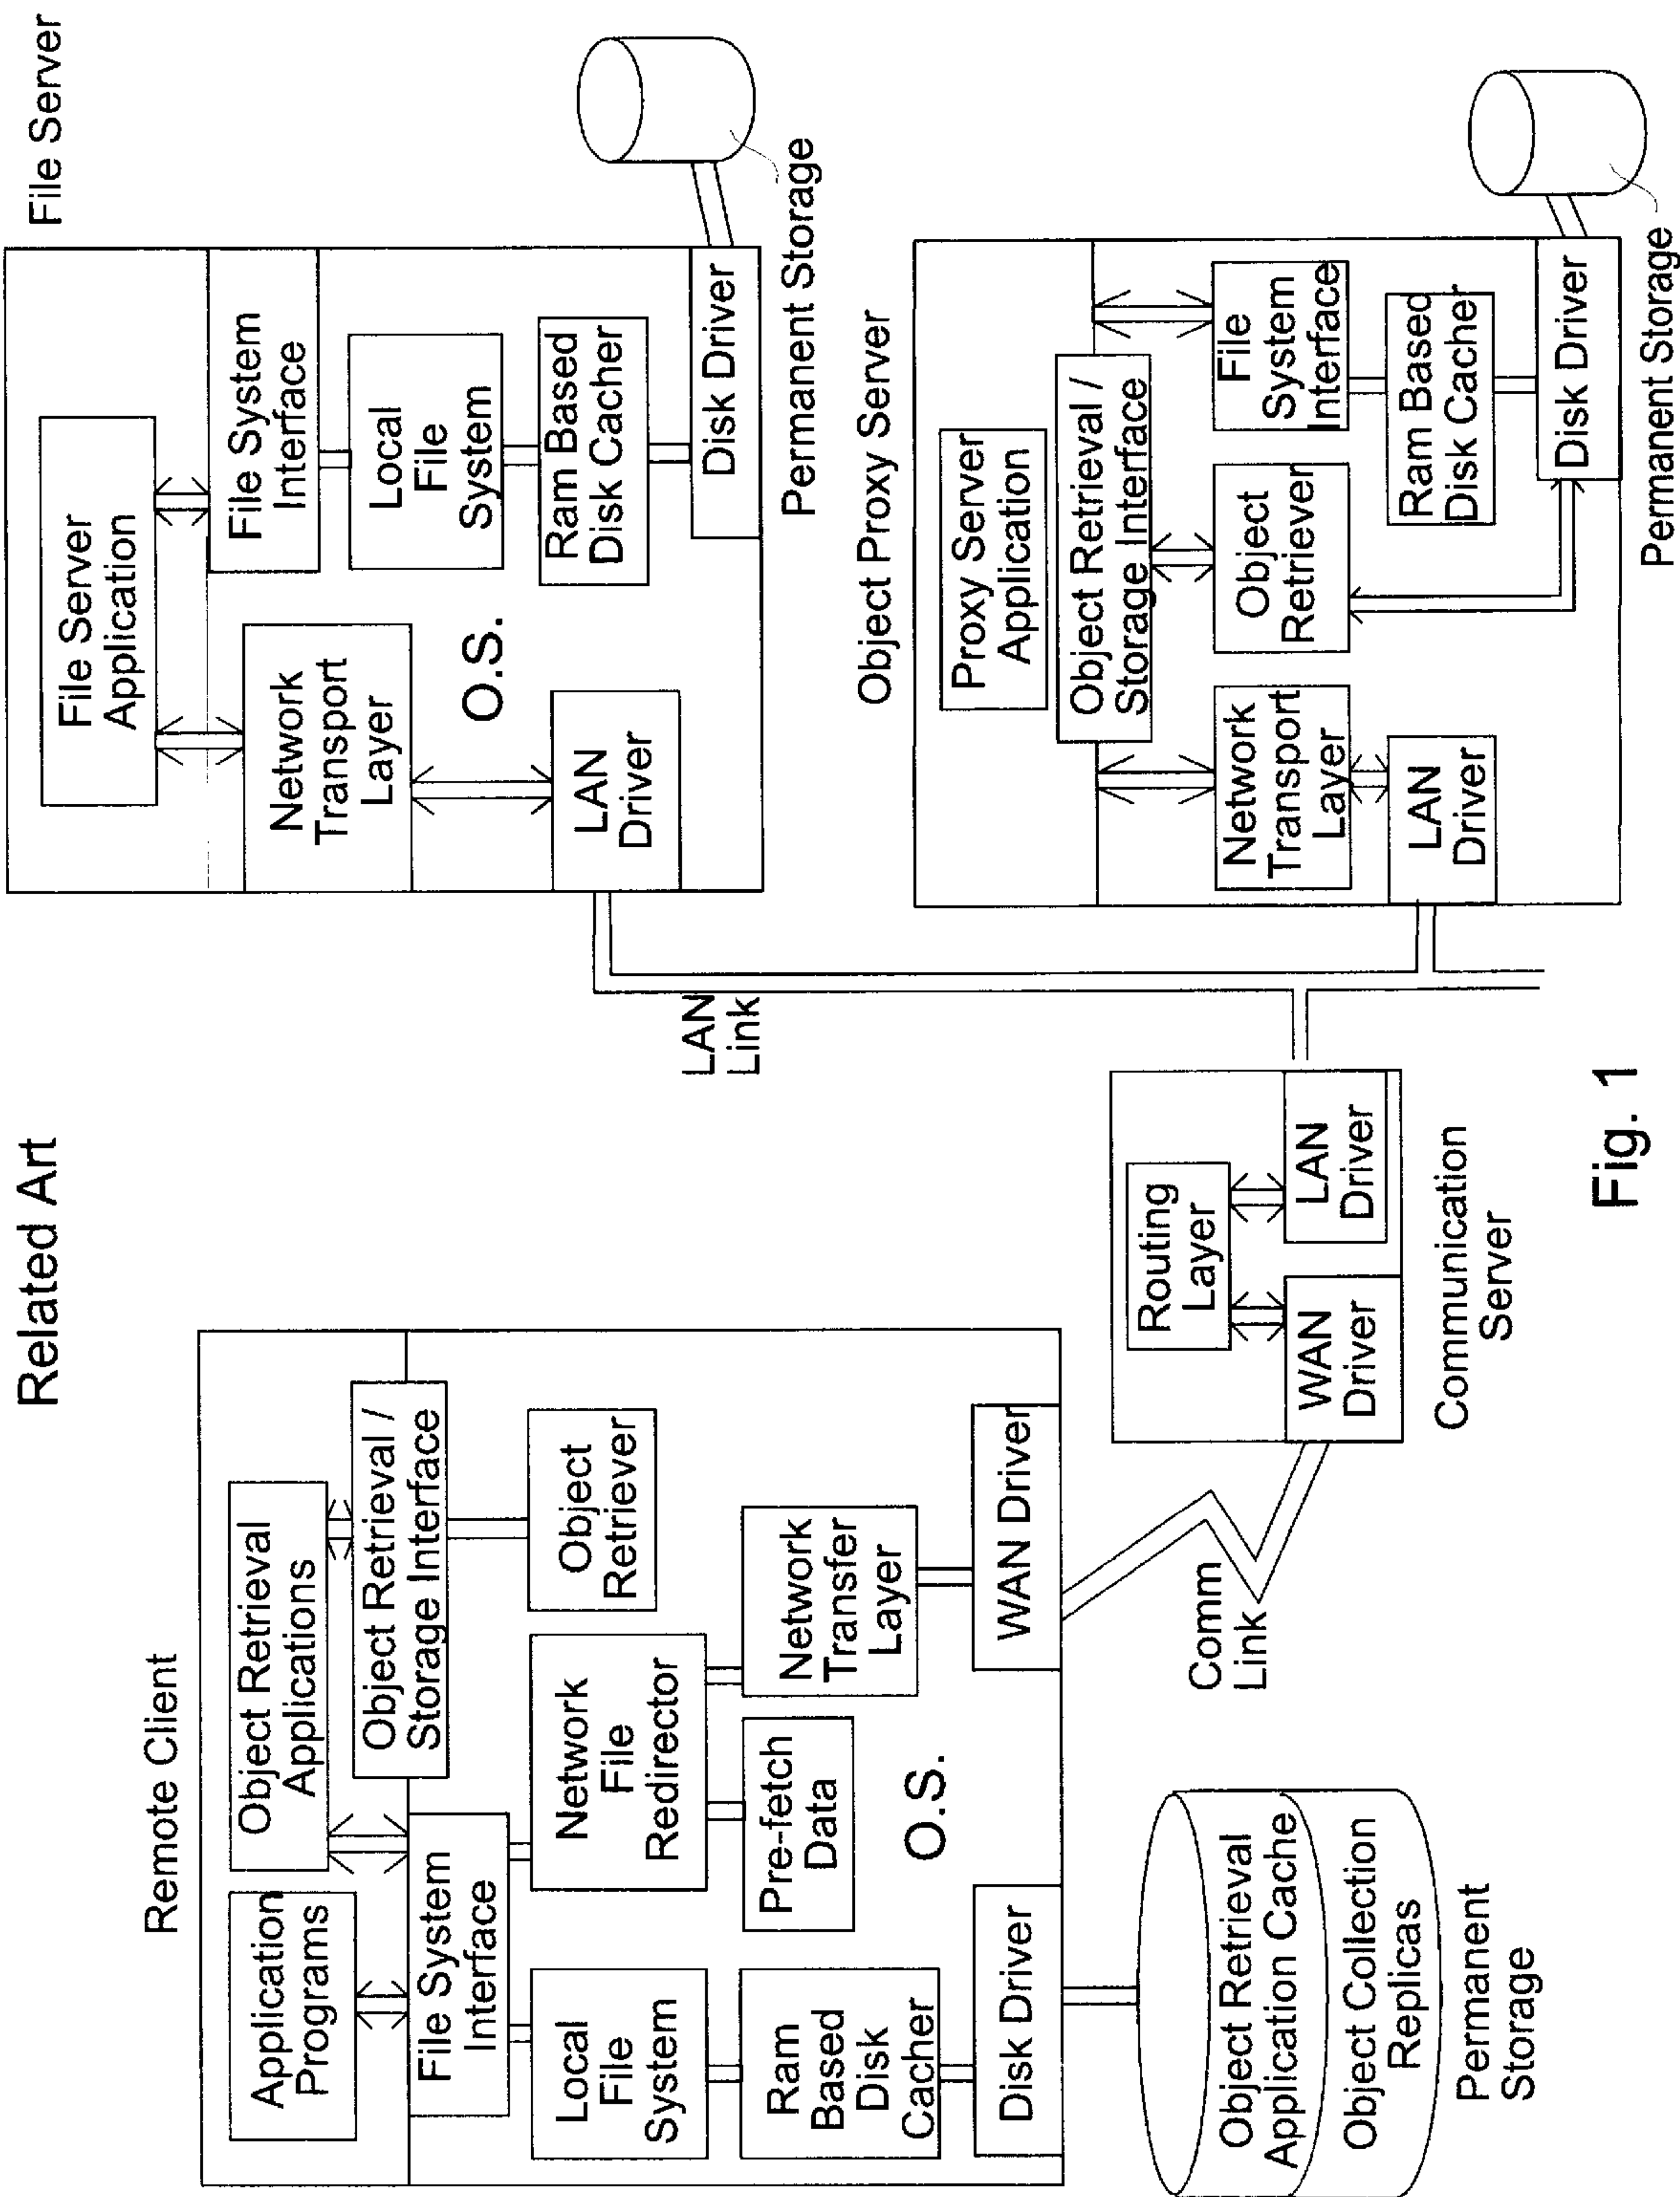 Related Art
Remote Client
Application
Programs
Object Retrieval
Applications
File System
Interface
Object Retrieval /
Storage Interface
Local
File
System
Network
File
Redirector
Object
Retriever
Ram
Based
Disk
Cacher
Pre-fetch
Data
Network
Transfer
Layer
O.S.
Disk Driver
WAN Driver
Object Retrieval
Application Cache
Object Collection
Replicas
Permanent
Storage
Comm
Link
Routing
Layer
WAN
Driver
LAN
Driver
Communication
Server
LAN
Link
File Server
File Server
Application
Network
Transport
Layer
File System
Interface
Local
File
System
O.S.
Ram Based
Disk Cacher
LAN
Driver
Disk Driver
Permanent Storage
Object Proxy Server
Proxy Server
Application
Object Retrieval /
Storage Interface
Network
Transport
Layer
Object
Retriever
File
System
Interface
Ram Based
Disk Cacher
LAN
Driver
Disk Driver
Permanent Storage
Fig. 1